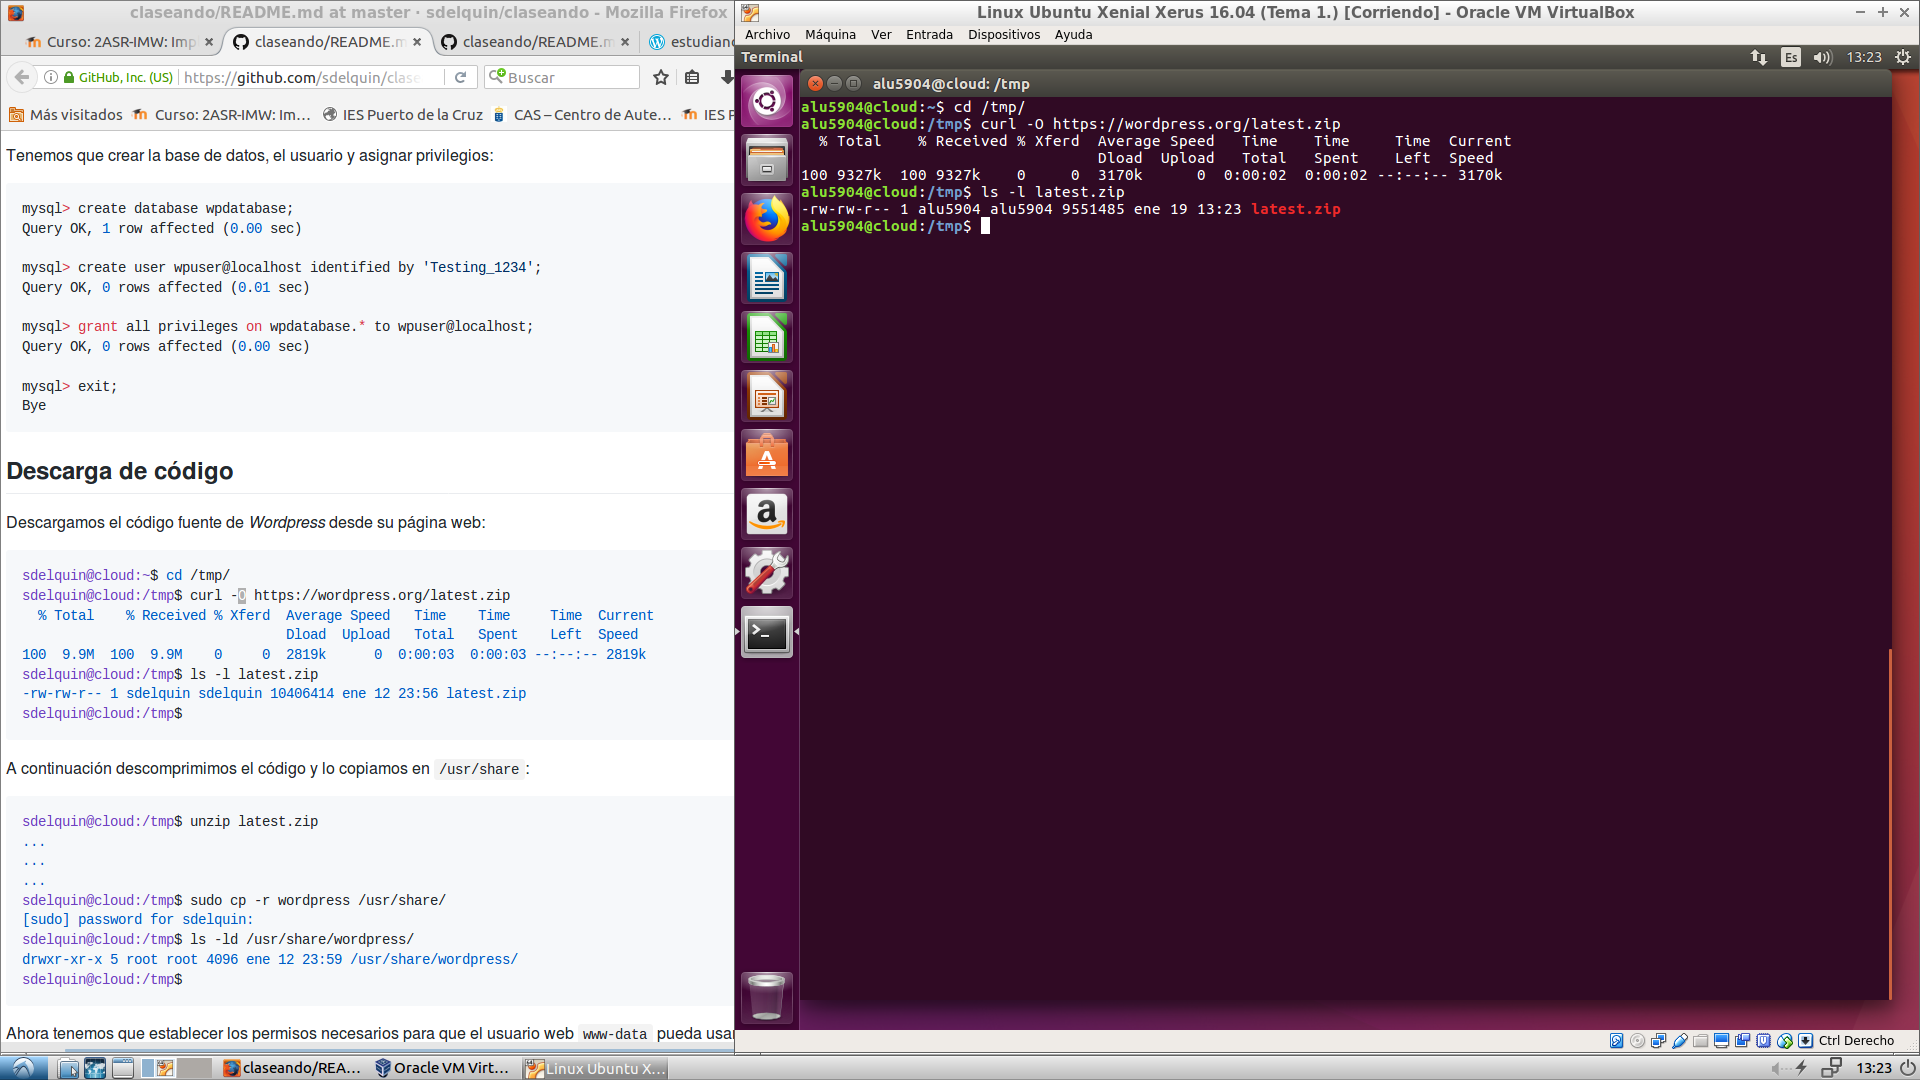 claseando/README.md at master · sdelquin/claseando - Mozilla Firefox
Curso: 2ASR-IMW: Imp
claseando/README.m
claseando/README.m
estudian
GitHub, Inc. (US)
https://github.com/sdelquin/clase
Buscar
Más visitados
Curso: 2ASR-IMW: Im...
IES Puerto de la Cruz
CAS – Centro de Aute...
IES P
Tenemos que crear la base de datos, el usuario y asignar privilegios:
mysql> create database wpdatabase;
Query OK, 1 row affected (0.00 sec)
mysql> create user wpuser@localhost identified by 'Testing_1234';
Query OK, 0 rows affected (0.01 sec)
mysql> grant all privileges on wpdatabase.* to wpuser@localhost;
Query OK, 0 rows affected (0.00 sec)
mysql> exit;
Bye
Descarga de código
Descargamos el código fuente de Wordpress desde su página web:
sdelquin@cloud:~$ cd /tmp/
sdelquin@cloud:/tmp$ curl -O https://wordpress.org/latest.zip
% Total % Received % Xferd Average Speed Time Time Time Current
Dload Upload Total Spent Left Speed
100 9.9M 100 9.9M 0 0 2819k 0 0:00:03 0:00:03 --:--:-- 2819k
sdelquin@cloud:/tmp$ ls -l latest.zip
-rw-rw-r-- 1 sdelquin sdelquin 10406414 ene 12 23:56 latest.zip
sdelquin@cloud:/tmp$
A continuación descomprimimos el código y lo copiamos en /usr/share :
sdelquin@cloud:/tmp$ unzip latest.zip
...
...
...
sdelquin@cloud:/tmp$ sudo cp -r wordpress /usr/share/
[sudo] password for sdelquin:
sdelquin@cloud:/tmp$ ls -ld /usr/share/wordpress/
drwxr-xr-x 5 root root 4096 ene 12 23:59 /usr/share/wordpress/
sdelquin@cloud:/tmp$
Ahora tenemos que establecer los permisos necesarios para que el usuario web www-data pueda usar
Linux Ubuntu Xenial Xerus 16.04 (Tema 1.) [Corriendo] - Oracle VM VirtualBox
Archivo Máquina Ver Entrada Dispositivos Ayuda
Terminal
Es
13:23
alu5904@cloud: /tmp
alu5904@cloud:~$ cd /tmp/
alu5904@cloud:/tmp$ curl -O https://wordpress.org/latest.zip
% Total % Received % Xferd Average Speed Time Time Time Current
Dload Upload Total Spent Left Speed
100 9327k 100 9327k 0 0 3170k 0 0:00:02 0:00:02 --:--:-- 3170k
alu5904@cloud:/tmp$ ls -l latest.zip
-rw-rw-r-- 1 alu5904 alu5904 9551485 ene 19 13:23 latest.zip
alu5904@cloud:/tmp$
Ctrl Derecho
claseando/REA...
Oracle VM Virt...
Linux Ubuntu X...
13:23